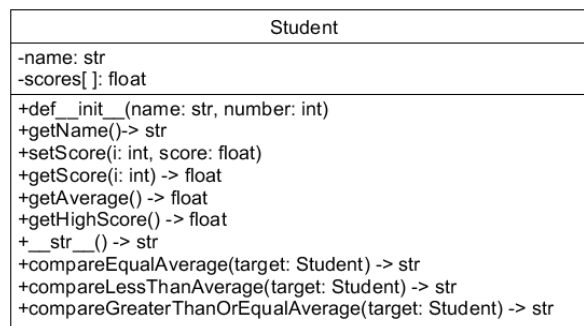 Student
-name: str
-scores[ ]: float
+def__init__(name: str, number: int)
+getName()-> str
+setScore(i: int, score: float)
+getScore(i: int) -> float
+getAverage() -> float
+getHighScore() -> float
+__str__() -> str
+compareEqualAverage(target: Student) -> str
+compareLessThanAverage(target: Student) -> str
+compareGreaterThanOrEqualAverage(target: Student) -> str